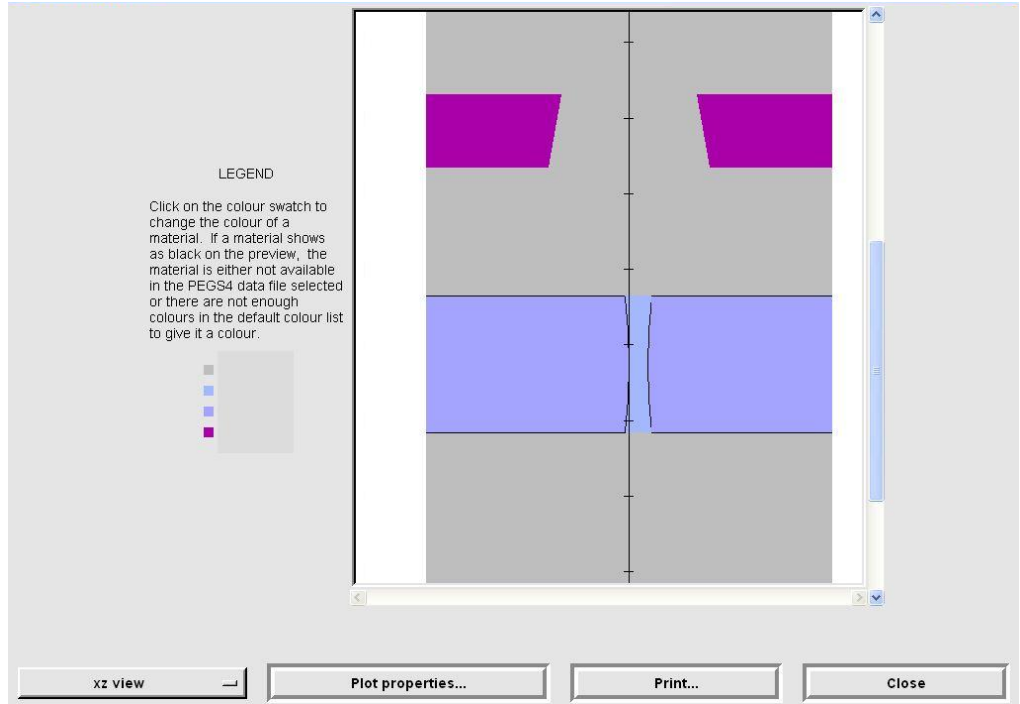 LEGEND
Click on the colour swatch to
change the colour of a
material. If a material shows
as black on the preview, the
material is either not available
in the PEGS4 data file selected
or there are not enough
colours in the default colour list
to give it a colour.
xz view
Plot properties...
Print...
Close